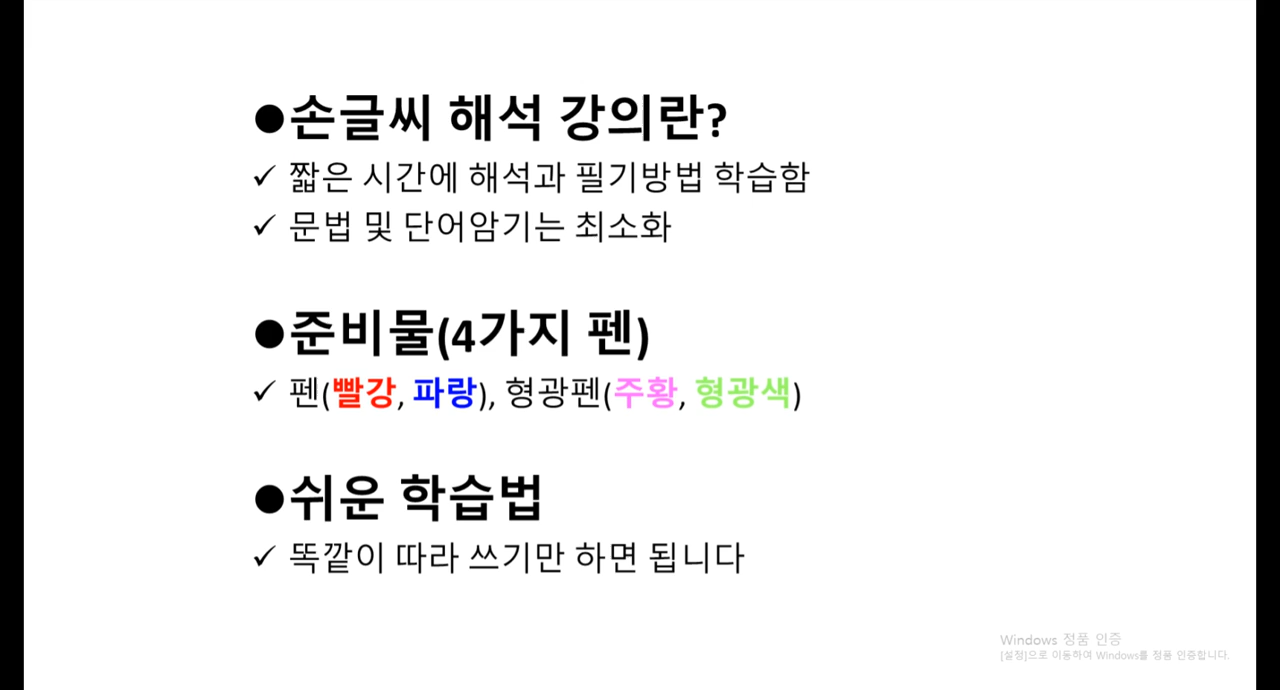 ●손글씨 해석 강의란?
✓ 짧은 시간에 해석과 필기방법 학습함
✓ 문법 및 단어암기는 최소화
●준비물(4가지 펜)
✓ 펜(빨강, 파랑), 형광펜(주황, 형광색)
●쉬운 학습법
✓ 똑깥이 따라 쓰기만 하면 됩니다
Windows 정품 인증
[설정]으로 이동하여 Windows를 정품 인증합니다.